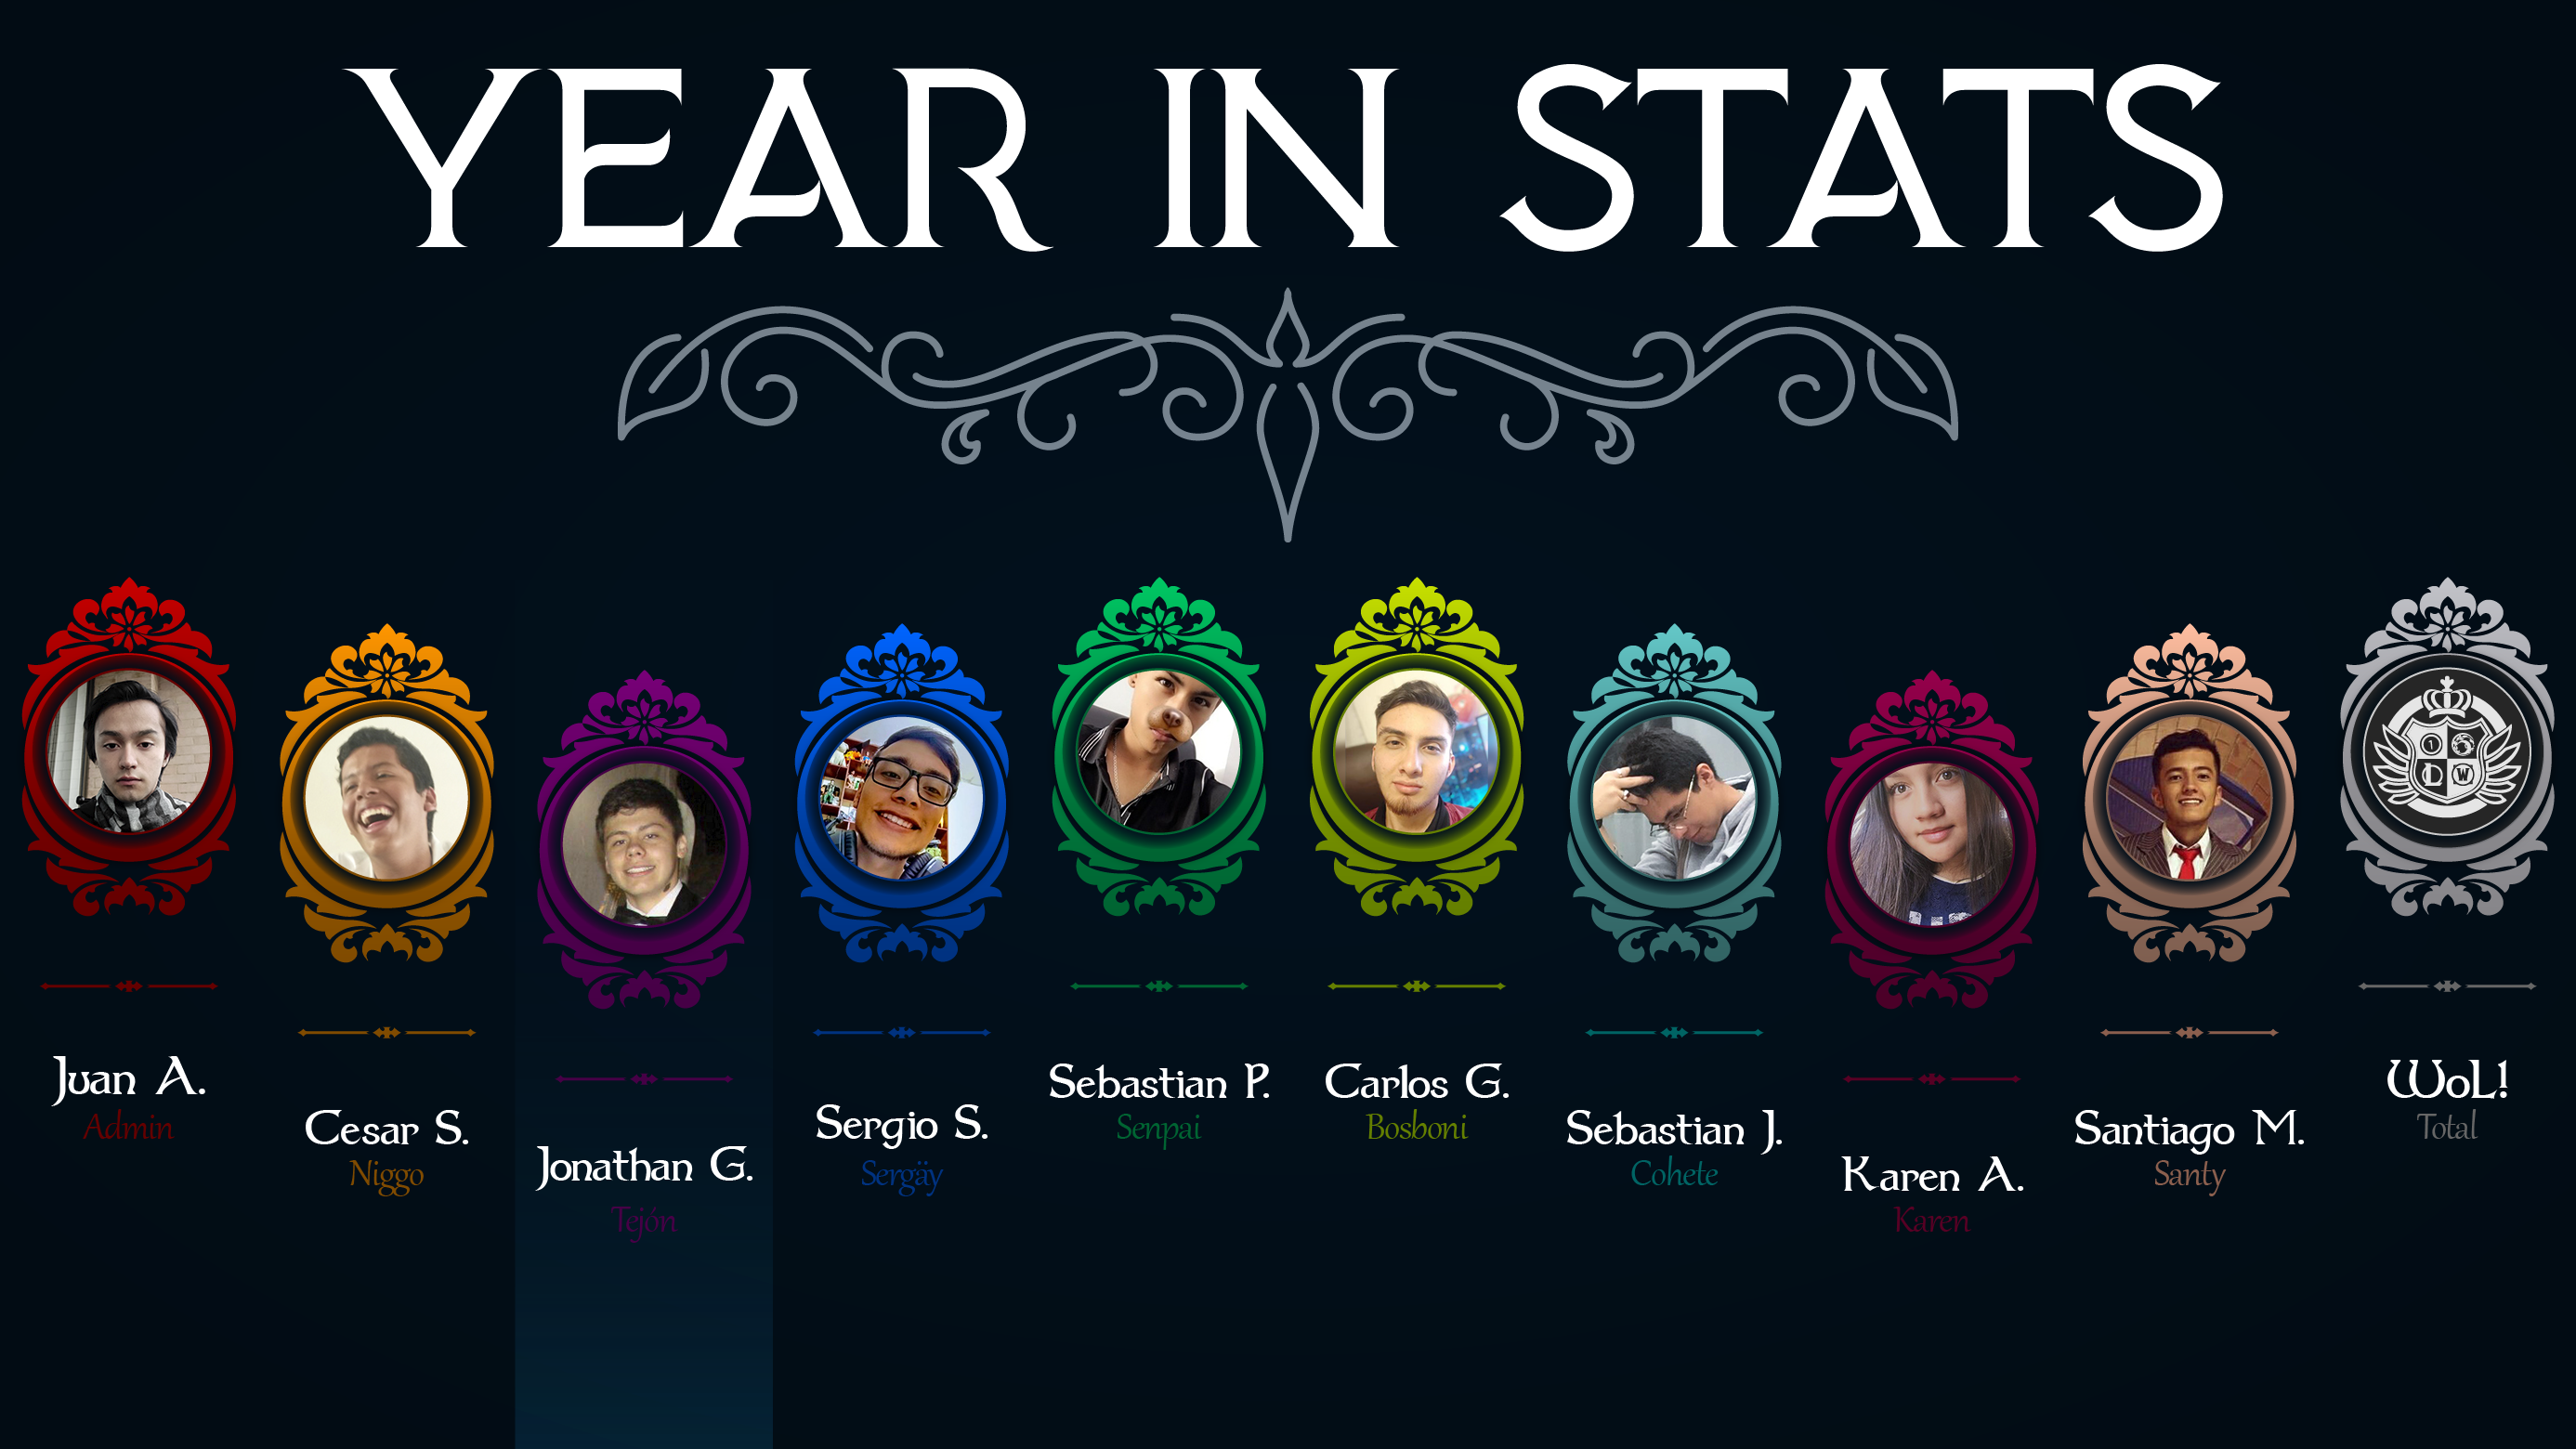 YEAR IN STATS
Juan A.
Admin
Cesar S.
Niggo
Jonathan G.
Tejón
Sergio S.
Sergäy
Sebastian P.
Senpai
Carlos G.
Bosboni
Sebastian J.
Cohete
Karen A.
Karen
Santiago M.
Santy
1
L W
WoL!
Total